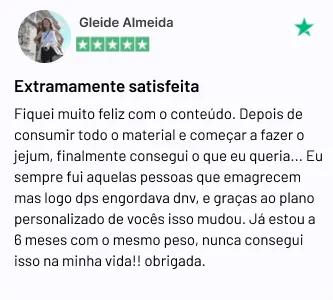 Gleide Almeida
Extramamente satisfeita
Fiquei muito feliz com o conteúdo. Depois de
consumir todo o material e começar a fazer o
jejum, finalmente consegui o que eu queria... Eu
sempre fui aquelas pessoas que emagrecem
mas logo dps engordava dnv, e graças ao plano
personalizado de vocês isso mudou. Já estou a
6 meses com o mesmo peso, nunca consegui
isso na minha vida!! obrigada.